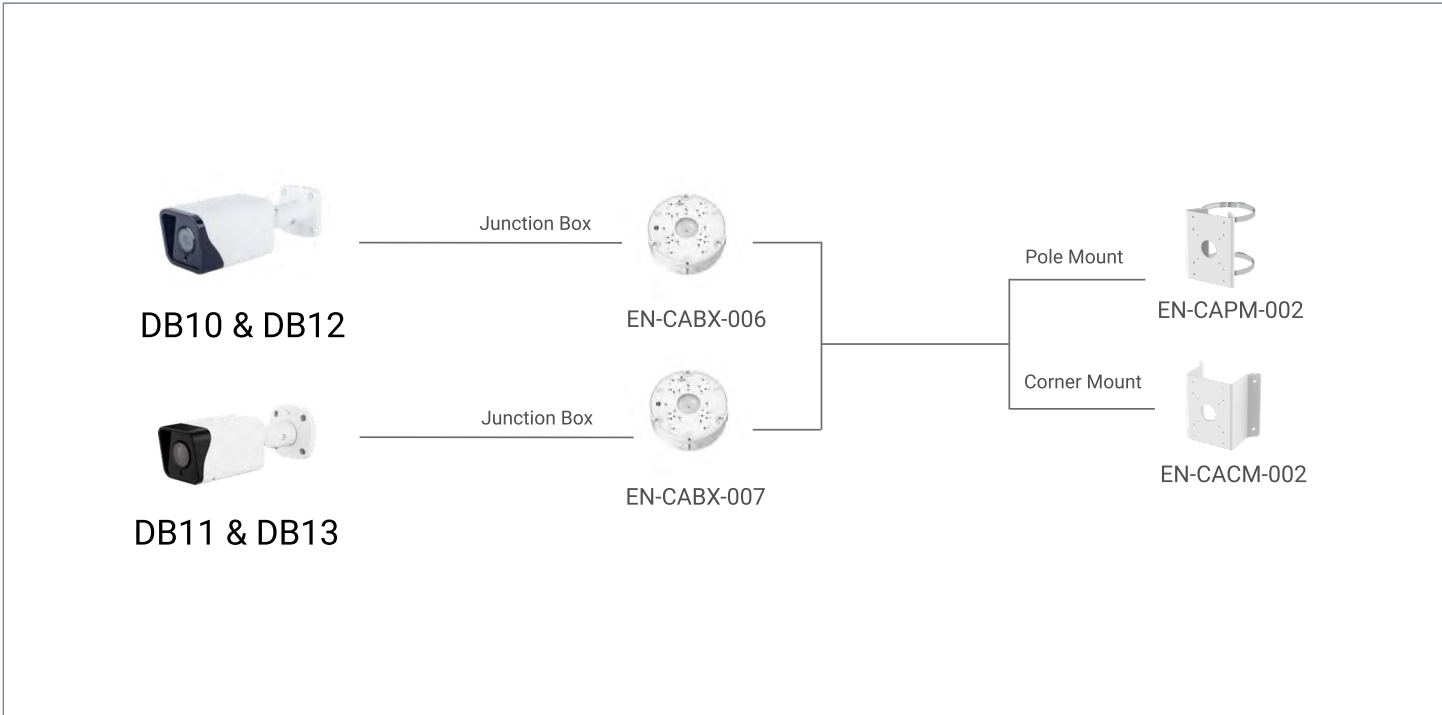 Junction Box
Pole Mount
DB10 & DB12
EN-CABX-006
EN-CAPM-002
Junction Box
Corner Mount
DB11 & DB13
EN-CABX-007
EN-CACM-002